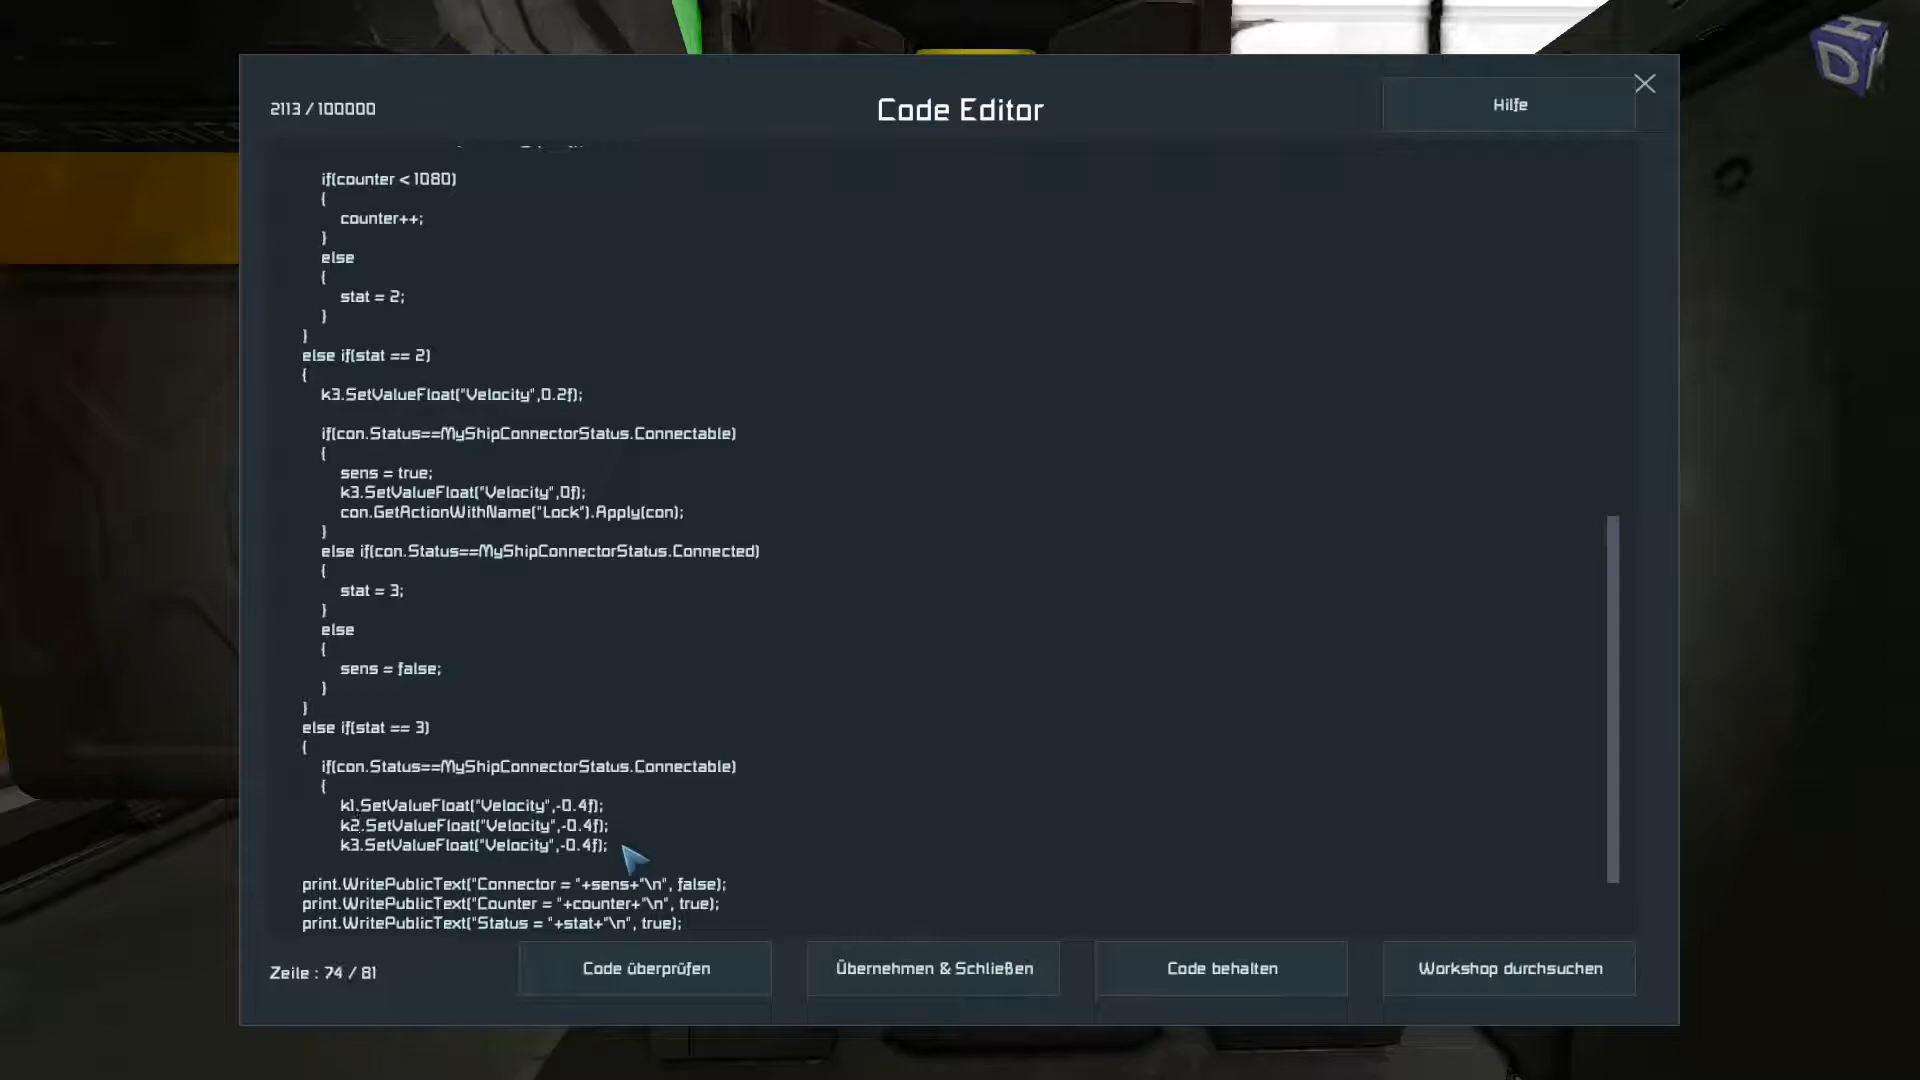 2113 / 100000
Code Editor
Hilfe
if(counter < 1080)
{
counter++;
}
else
{
stat = 2;
}
}
else if(stat == 2)
{
k3.SetValueFloat("Velocity",0.2f);
if(con.Status==MyShipConnectorStatus.Connectable)
{
sens = true;
k3.SetValueFloat("Velocity",0f);
con.GetActionWithName("Lock").Apply(con);
}
else if(con.Status==MyShipConnectorStatus.Connected)
{
stat = 3;
}
else
{
sens = false;
}
}
else if(stat == 3)
{
if(con.Status==MyShipConnectorStatus.Connectable)
{
k1.SetValueFloat("Velocity",-0.4f);
k2.SetValueFloat("Velocity",-0.4f);
k3.SetValueFloat("Velocity",-0.4f);
print.WritePublicText("Connector = "+sens+"\n", false);
print.WritePublicText("Counter = "+counter+"\n", true);
print.WritePublicText("Status = "+stat+"\n", true);
Zeile : 74 / 81
Code überprüfen
Übernehmen & Schließen
Code behalten
Workshop durchsuchen